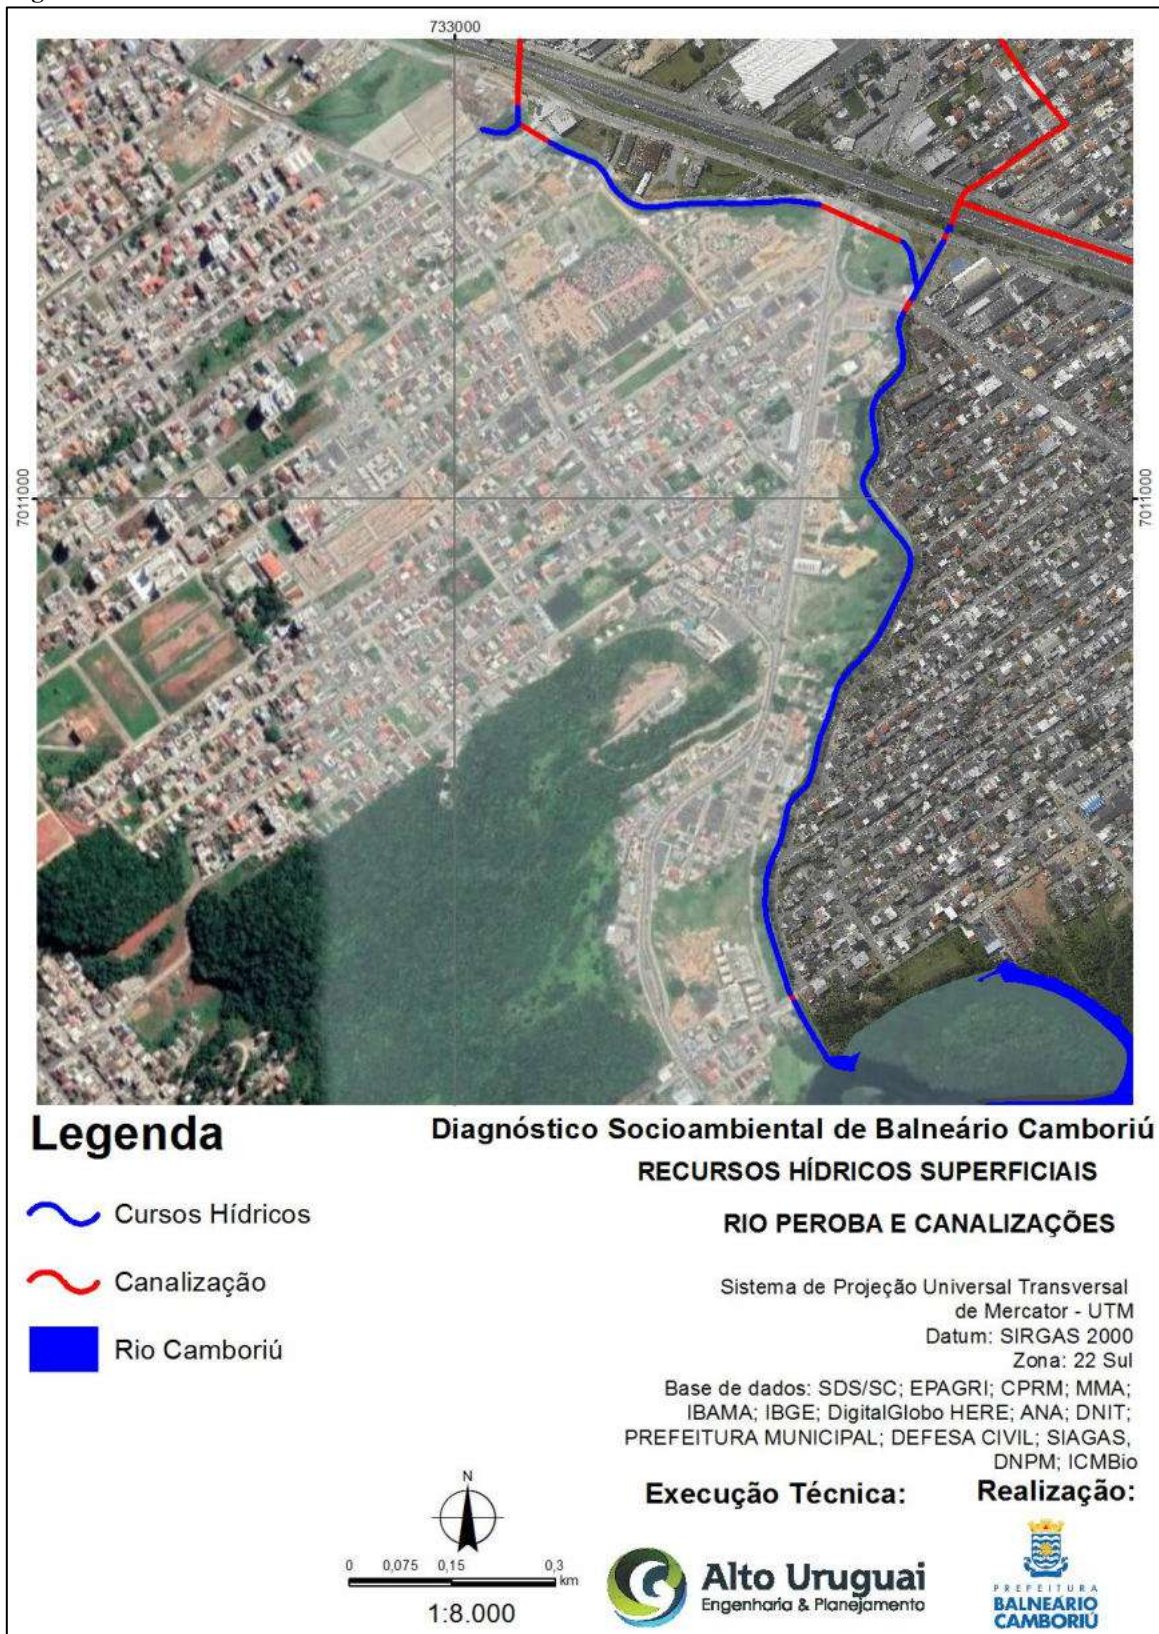 733000
7011000
7011000
Legenda
Cursos Hídricos
Canalização
Rio Camboriú
Diagnóstico Socioambiental de Balneário Camboriú
RECURSOS HÍDRICOS SUPERFICIAIS
RIO PEROBA E CANALIZAÇÕES
Sistema de Projeção Universal Transversal
de Mercator - UTM
Datum: SIRGAS 2000
Zona: 22 Sul
Base de dados: SDS/SC; EPAGRI; CPRM; MMA;
IBAMA; IBGE; DigitalGlobo HERE; ANA; DNIT;
PREFEITURA MUNICIPAL; DEFESA CIVIL; SIAGAS,
DNPM; ICMBio
N
0 0,075 0,15 0,3
km
1:8.000
Execução Técnica:
Alto Uruguai
Engenharia & Planejamento
Realização:
PREFEITURA
BALNEÁRIO
CAMBORIÚ